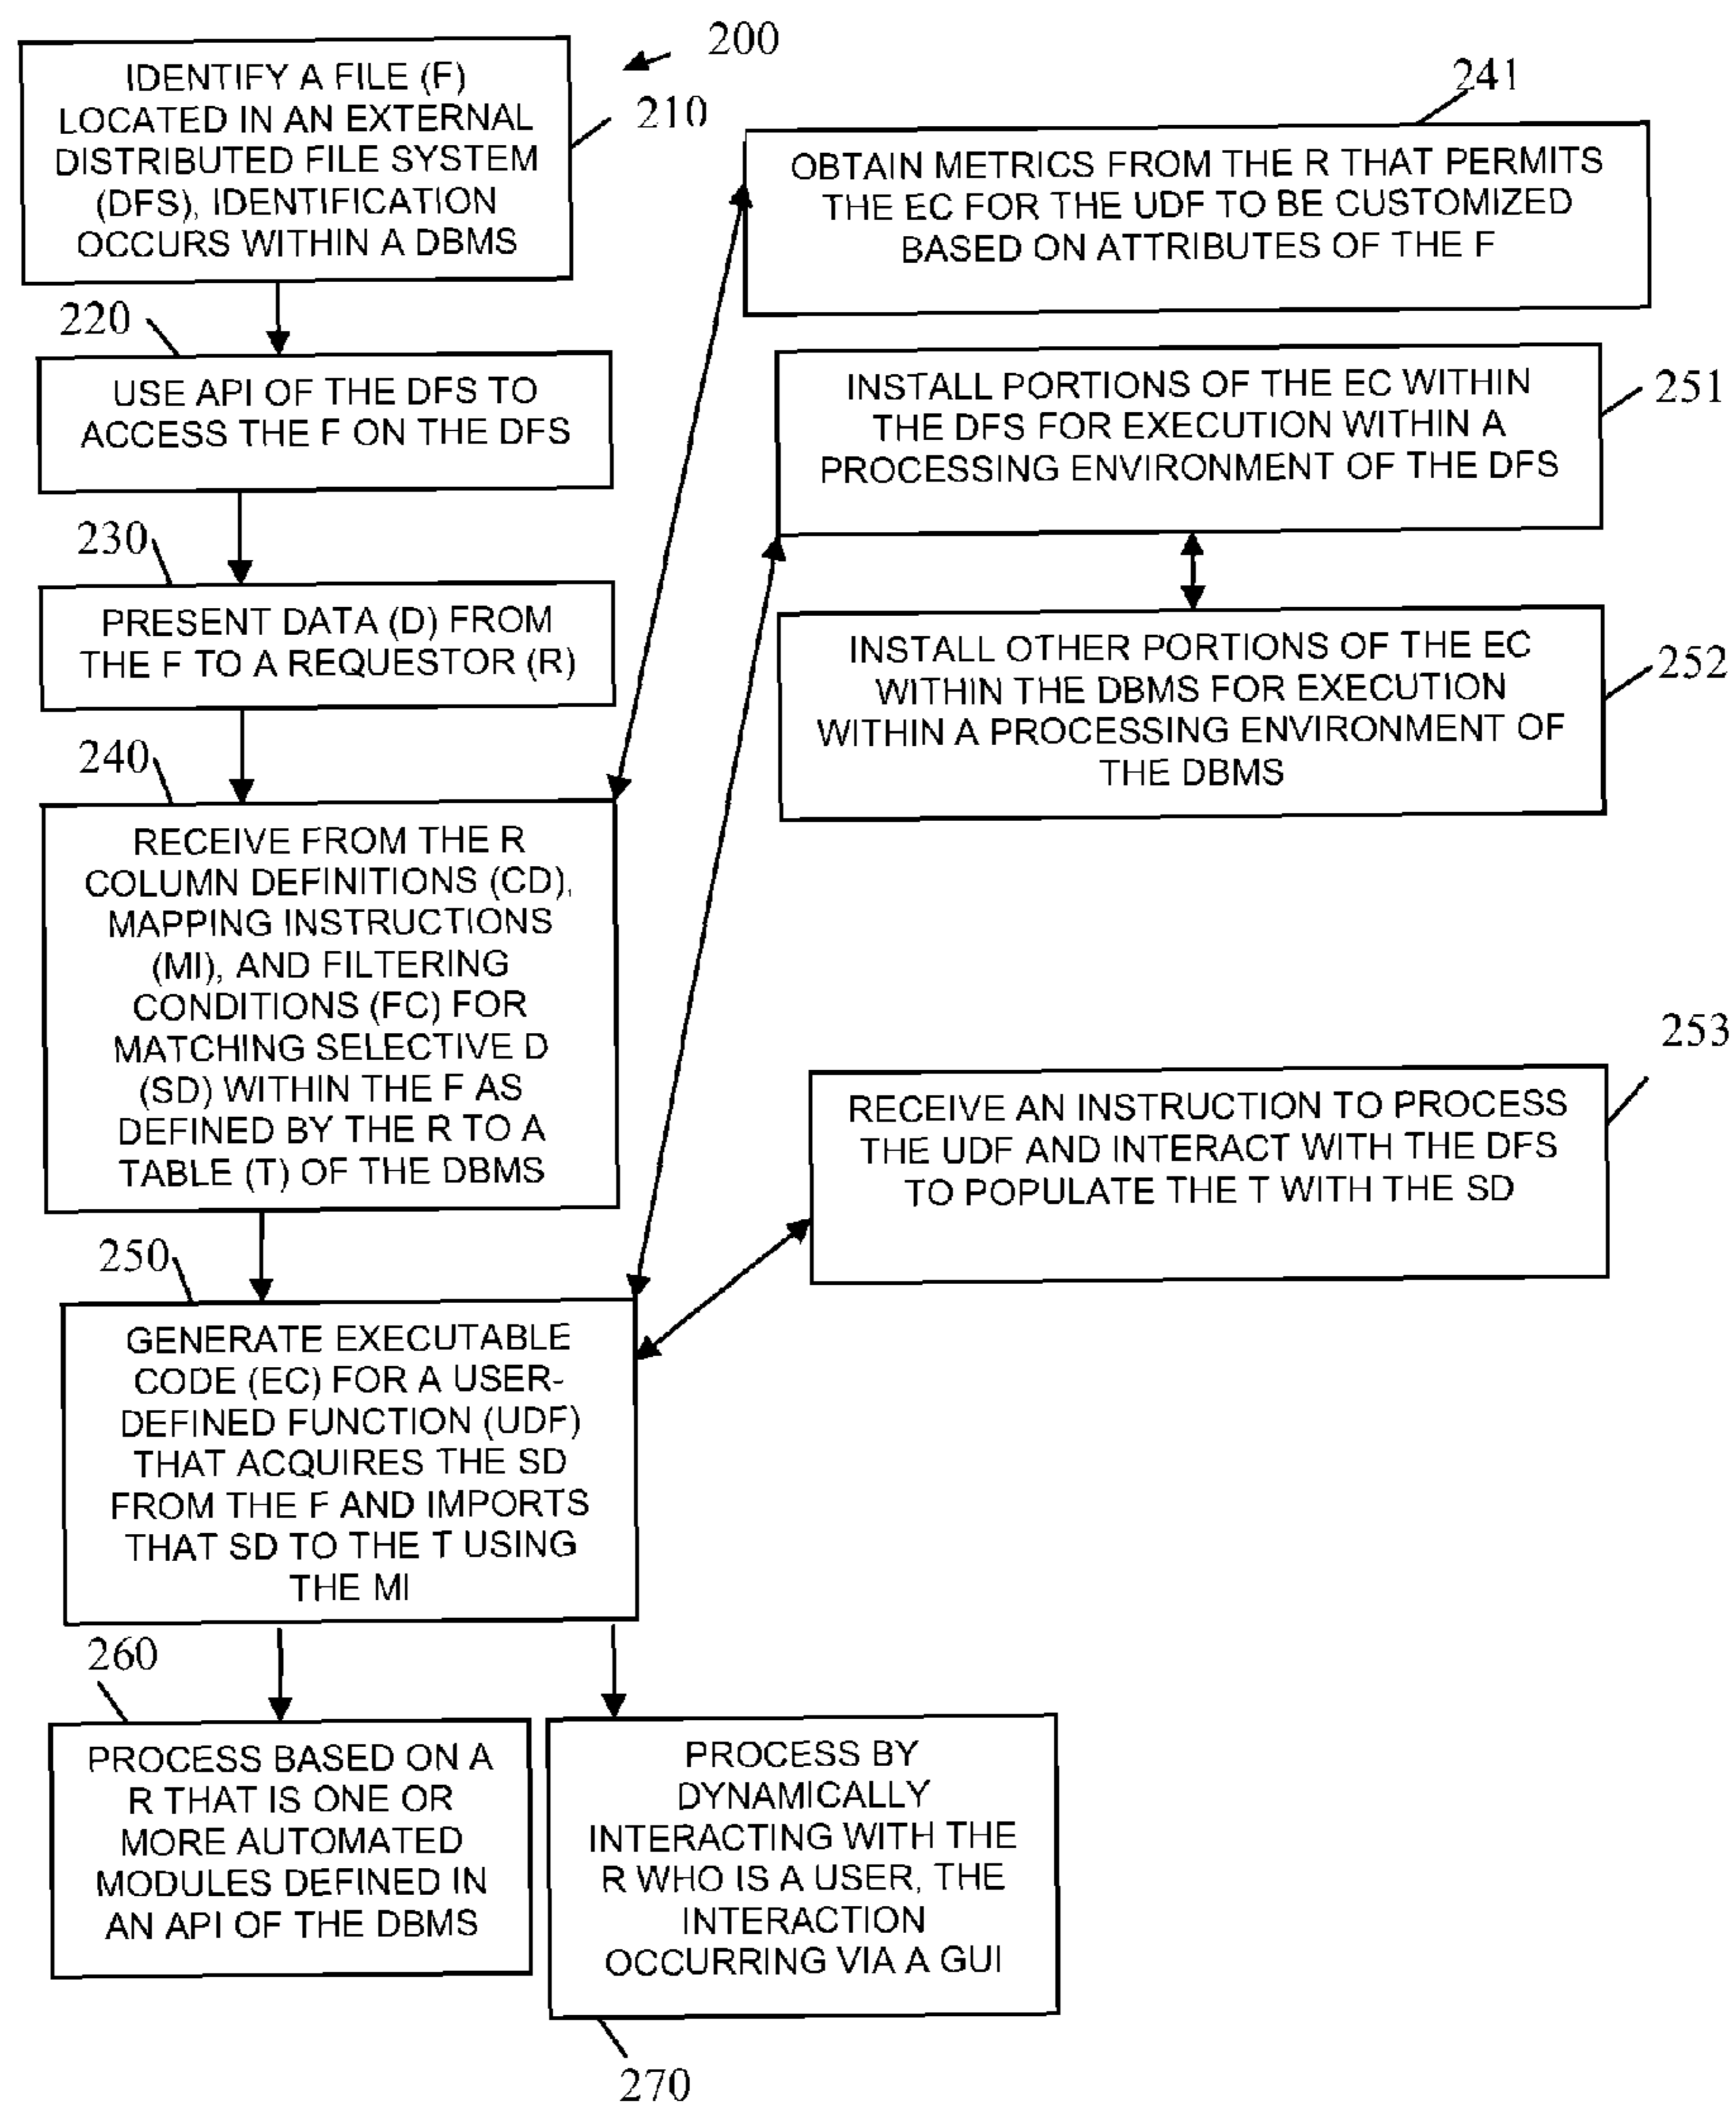 200
IDENTIFY A FILE (F)
LOCATED IN AN EXTERNAL
DISTRIBUTED FILE SYSTEM
(DFS), IDENTIFICATION
OCCURS WITHIN A DBMS
210
220
USE API OF THE DFS TO
ACCESS THE F ON THE DFS
230
PRESENT DATA (D) FROM
THE F TO A REQUESTOR (R)
240
RECEIVE FROM THE R
COLUMN DEFINITIONS (CD),
MAPPING INSTRUCTIONS
(MI), AND FILTERING
CONDITIONS (FC) FOR
MATCHING SELECTIVE D
(SD) WITHIN THE F AS
DEFINED BY THE R TO A
TABLE (T) OF THE DBMS
241
OBTAIN METRICS FROM THE R THAT PERMITS
THE EC FOR THE UDF TO BE CUSTOMIZED
BASED ON ATTRIBUTES OF THE F
250
GENERATE EXECUTABLE
CODE (EC) FOR A USER-
DEFINED FUNCTION (UDF)
THAT ACQUIRES THE SD
FROM THE F AND IMPORTS
THAT SD TO THE T USING
THE MI
251
INSTALL PORTIONS OF THE EC WITHIN
THE DFS FOR EXECUTION WITHIN A
PROCESSING ENVIRONMENT OF THE DFS
252
INSTALL OTHER PORTIONS OF THE EC
WITHIN THE DBMS FOR EXECUTION
WITHIN A PROCESSING ENVIRONMENT OF
THE DBMS
253
RECEIVE AN INSTRUCTION TO PROCESS
THE UDF AND INTERACT WITH THE DFS
TO POPULATE THE T WITH THE SD
260
PROCESS BASED ON A
R THAT IS ONE OR
MORE AUTOMATED
MODULES DEFINED IN
AN API OF THE DBMS
PROCESS BY
DYNAMICALLY
INTERACTING WITH THE
R WHO IS A USER, THE
INTERACTION
OCCURRING VIA A GUI
270